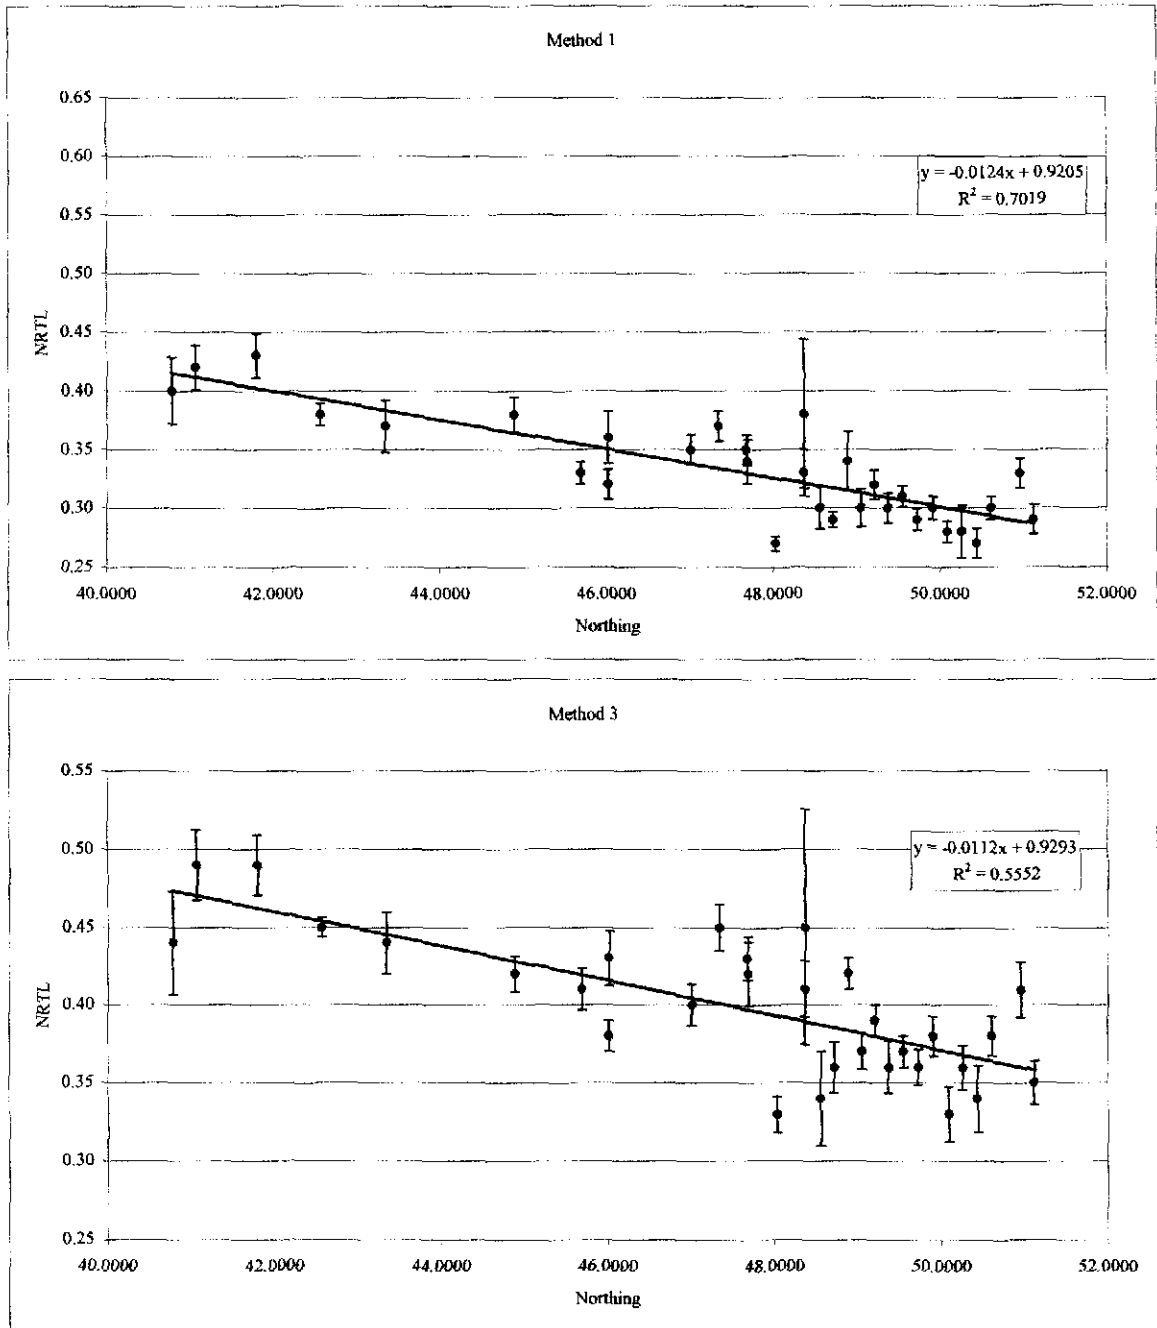 Method 1
0.65
0.60
0.55
0.50
0.45
0.40
0.35
0.30
0.25
NRTL
y = -0.0124x + 0.9205
R² = 0.7019
40.0000 42.0000 44.0000 46.0000 48.0000 50.0000 52.0000
Northing
Method 3
0.55
0.50
0.45
0.40
0.35
0.30
0.25
NRTL
y = -0.0112x + 0.9293
R² = 0.5552
40.0000 42.0000 44.0000 46.0000 48.0000 50.0000 52.0000
Northing